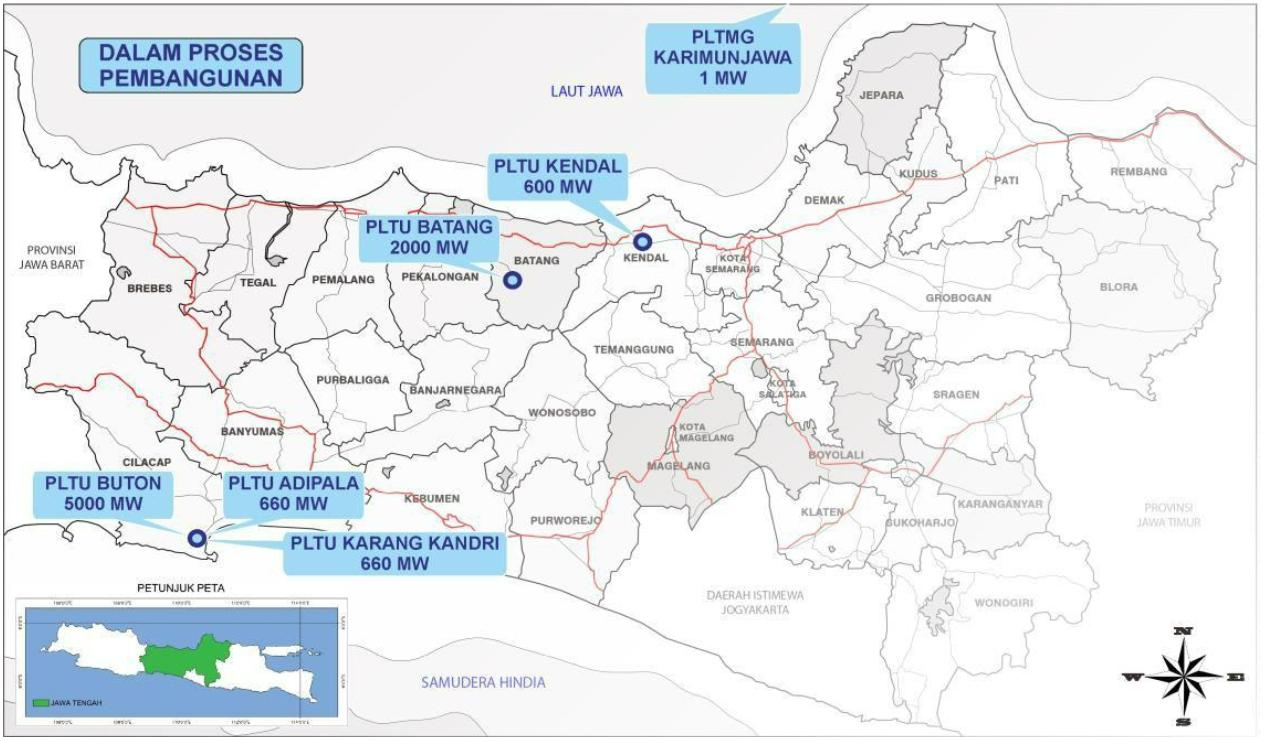 DALAM PROSES
PEMBANGUNAN
PLTMG
KARIMUNJAWA
1 MW
LAUT JAWA
JEPARA
PLTU KENDAL
600 MW
KUDUS
PATI
REMBANG
DEMAK
PLTU BATANG
2000 MW
PROVINSI
JAWA BARAT
BREBES
TEGAL
PEMALANG
PEKALONGAN
BATANG
KENDAL
KOTA
SEMARANG
GROBOGAN
BLORA
TEMANGGUNG
SEMARANG
PURBALIGGA
BANJARNEGARA
WONOSOBO
KOTA
SALATIGA
SRAGEN
BANYUMAS
KOTA
MAGELANG
CILACAP
MAGELANG
BOYOLALI
PLTU BUTON
5000 MW
PLTU ADIPALA
660 MW
KEBUMEN
PURWOREJO
KLATEN
SUKOHARJO
KARANGANYAR
PROVINSI
JAWA TIMUR
PLTU KARANG KANDRI
660 MW
DAERAH ISTIMEWA
JOGYAKARTA
WONOGIRI
PETUNJUK PETA
JAWA TENGAH
SAMUDERA HINDIA
N
W
E
S